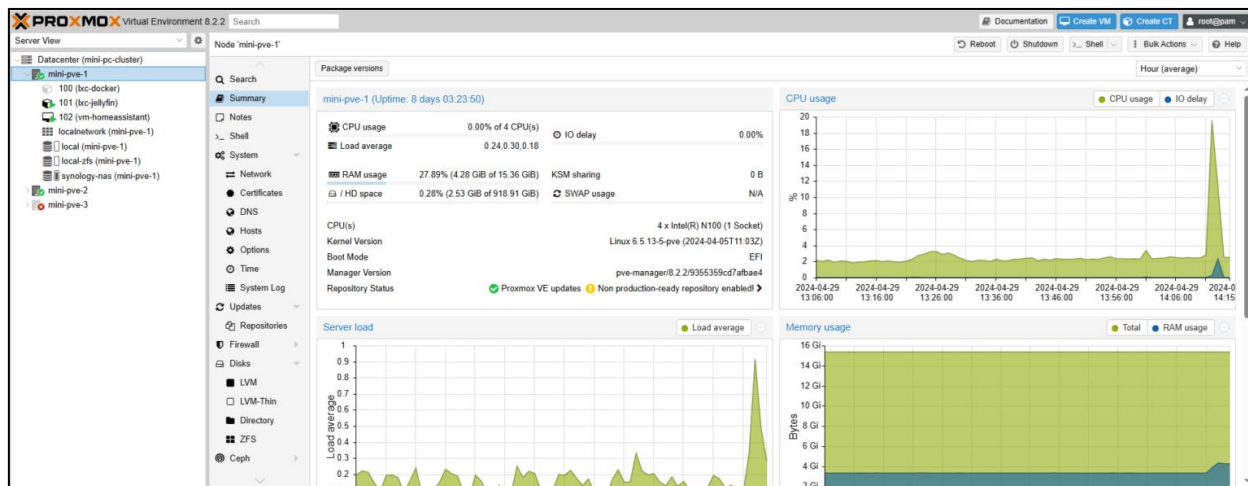 PROXMOX Virtual Environment 8.2.2 Search Documentation Create VM Create CT root@pam
Server View
Node 'mini-pve-1' Reboot Shutdown >_ Shell Bulk Actions Help
Datacenter (mini-pc-cluster)
mini-pve-1
100 (lxc-docker)
101 (lxc-jellyfin)
102 (vm-homeassistant)
localnetwork (mini-pve-1)
local (mini-pve-1)
local-zfs (mini-pve-1)
synology-nas (mini-pve-1)
mini-pve-2
mini-pve-3
Search
Summary
Notes
>_ Shell
System
Network
Certificates
DNS
Hosts
Options
Time
System Log
Updates
Repositories
Firewall
Disks
LVM
LVM-Thin
Directory
ZFS
Ceph
Package versions Hour (average)
mini-pve-1 (Uptime: 8 days 03:23:50)
CPU usage 0.00% of 4 CPU(s) IO delay 0.00%
Load average 0.24,0.30,0.18
RAM usage 27.89% (4.28 GiB of 15.36 GiB) KSM sharing 0 B
/ HD space 0.28% (2.53 GiB of 918.91 GiB) SWAP usage N/A
CPU(s) 4 x Intel(R) N100 (1 Socket)
Kernel Version Linux 6.5.13-5-pve (2024-04-05T11:03Z)
Boot Mode EFI
Manager Version pve-manager/8.2.2/9355359cd7afbae4
Repository Status Proxmox VE updates Non production-ready repository enabled!
CPU usage CPU usage IO delay
20
18
16
14
12
10
8
6
4
2
0
%
2024-04-29 2024-04-29 2024-04-29 2024-04-29 2024-04-29 2024-04-29 2024-04-29 2024-0
13:06:00 13:16:00 13:26:00 13:36:00 13:46:00 13:56:00 14:06:00 14:15
Server load Load average
1
0.9
0.8
0.7
0.6
0.5
0.4
0.3
0.2
Load average
Memory usage Total RAM usage
16 Gi
14 Gi
12 Gi
10 Gi
8 Gi
6 Gi
4 Gi
2 Gi
Bytes